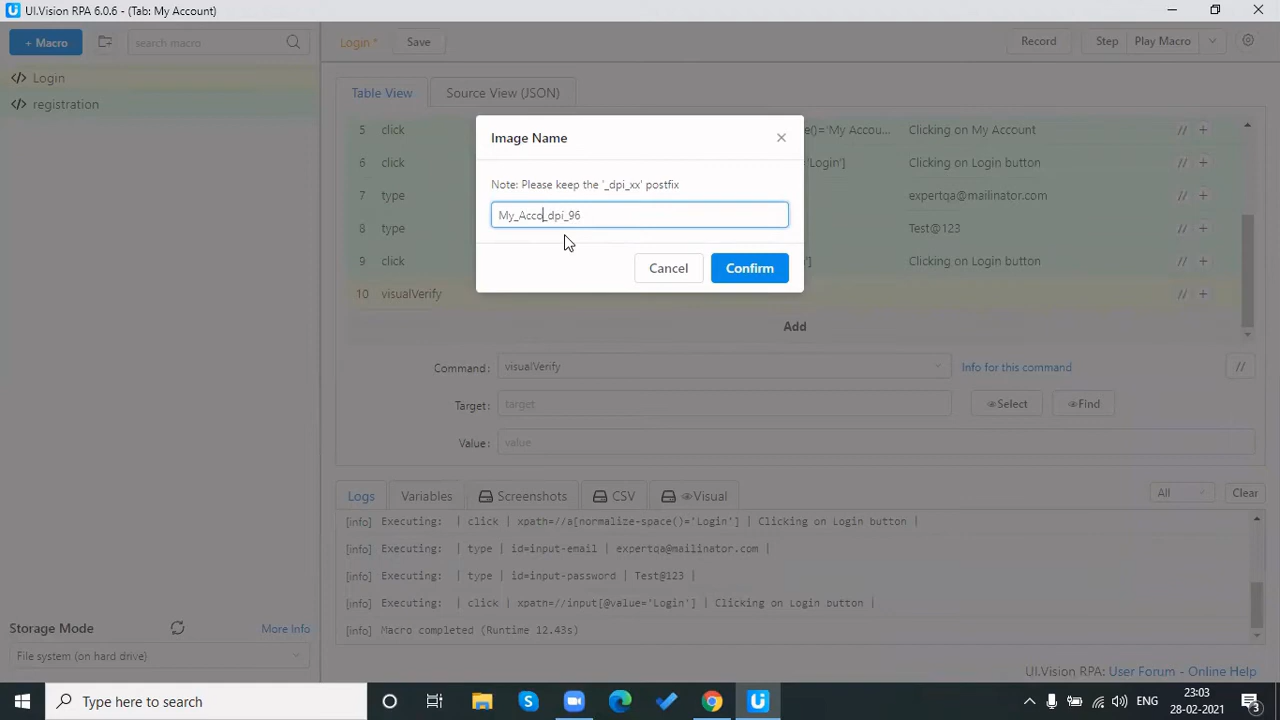 UI.Vision RPA 6.0.6 - (Tab: My Account)
+ Macro
search macro
Login *
Save
Record
Step
Play Macro
Login
registration
Table View
Source View (JSON)
5 click ()='My Accou... Clicking on My Account // +
6 click Login'] Clicking on Login button // +
7 type expertqa@mailinator.com // +
8 type Test@123 // +
9 click '] Clicking on Login button // +
10 visualVerify // +
Add
Image Name
Note: Please keep the '_dpi_xx' postfix
My_Acco_dpi_96
Cancel
Confirm
Command: visualVerify Info for this command //
Target: target Select Find
Value: value
Logs Variables Screenshots CSV Visual All Clear
[info] Executing: | click | xpath=//a[normalize-space()='Login'] | Clicking on Login button |
[info] Executing: | type | id=input-email | expertqa@mailinator.com |
[info] Executing: | type | id=input-password | Test@123 |
[info] Executing: | click | xpath=//input[@value='Login'] | Clicking on Login button |
[info] Macro completed (Runtime 12.43s)
Storage Mode
More Info
File system (on hard drive)
UI.Vision RPA: User Forum - Online Help
Type here to search
ENG
23:03
28-02-2021
3